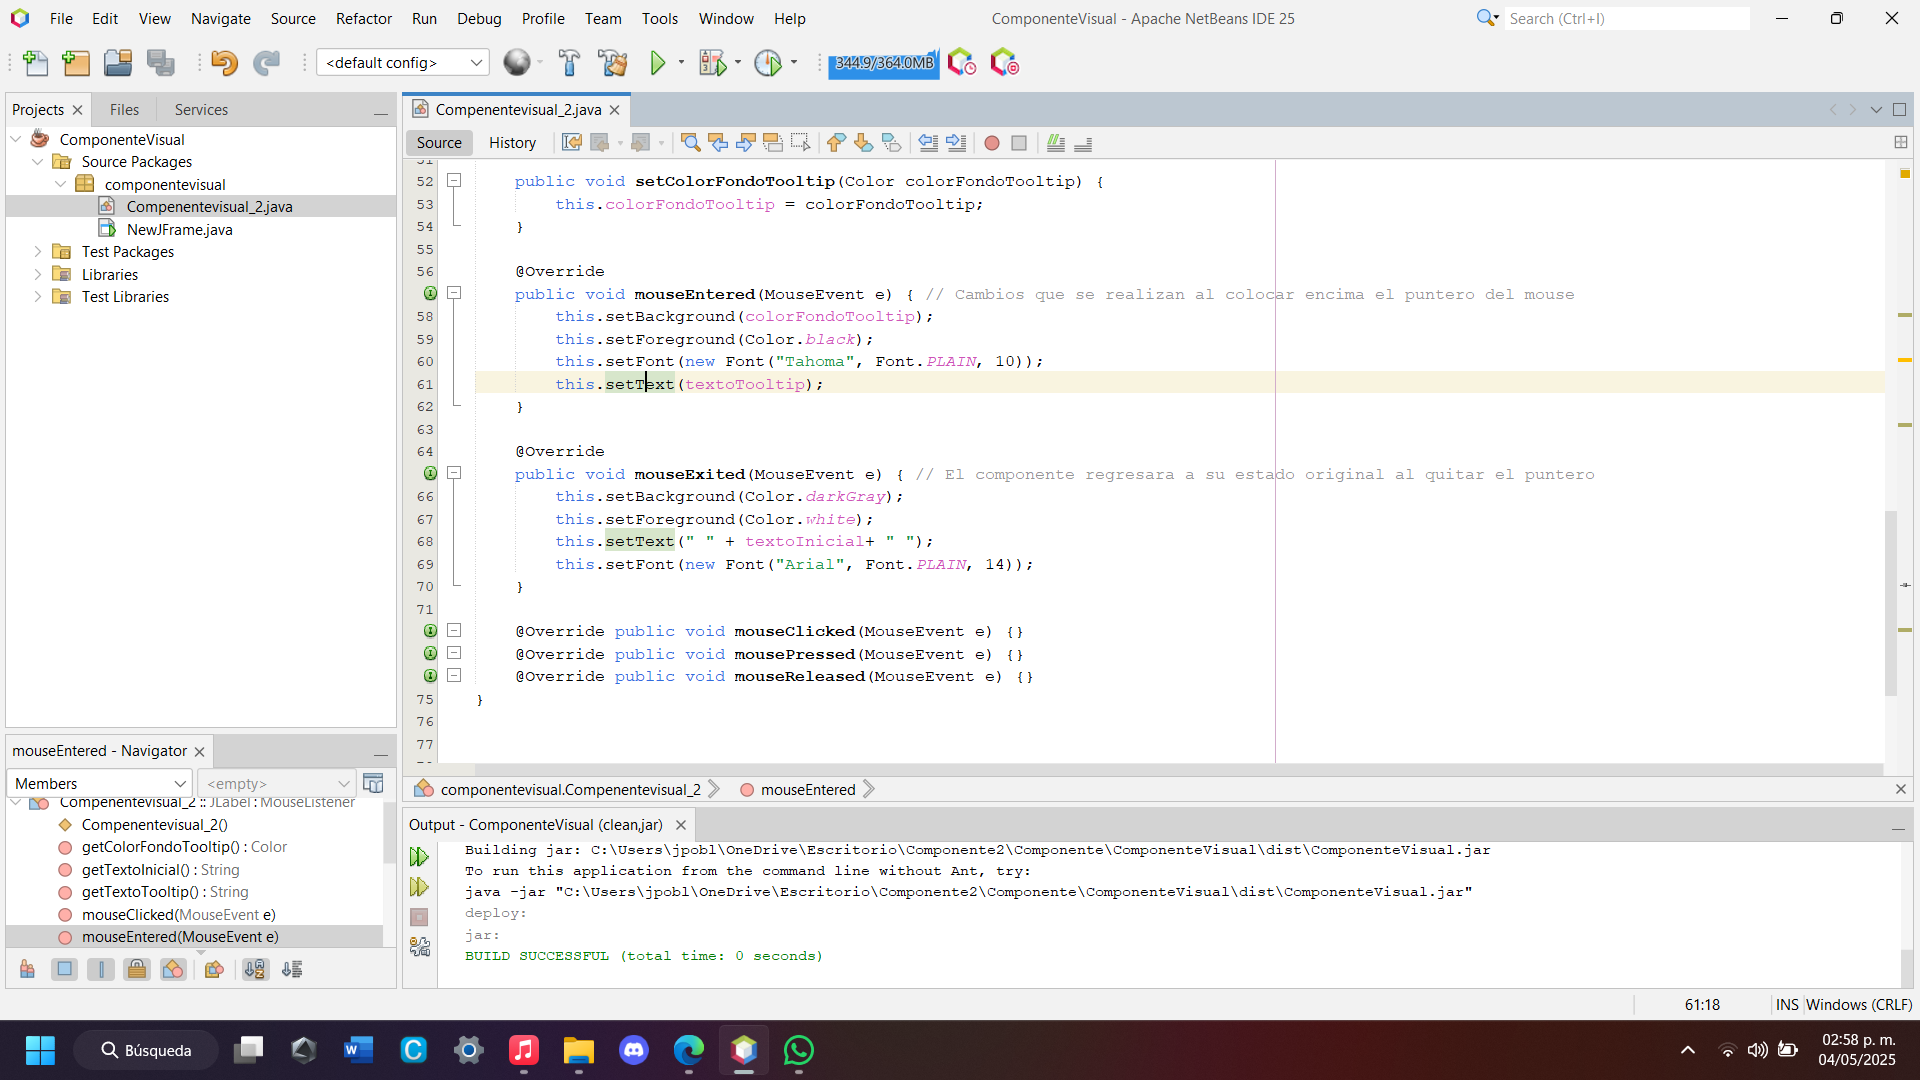 File Edit View Navigate Source Refactor Run Debug Profile Team Tools Window Help
ComponenteVisual - Apache NetBeans IDE 25
Search (Ctrl+I)
<default config>
344.9/364.0MB
Projects Files Services
ComponenteVisual
Source Packages
componentevisual
Compenentevisual_2.java
NewJFrame.java
Test Packages
Libraries
Test Libraries
Compenentevisual_2.java
Source History
51
52 public void setColorFondoTooltip(Color colorFondoTooltip) {
53 this.colorFondoTooltip = colorFondoTooltip;
54 }
55
56 @Override
public void mouseEntered(MouseEvent e) { // Cambios que se realizan al colocar encima el puntero del mouse
58 this.setBackground(colorFondoTooltip);
59 this.setForeground(Color.black);
60 this.setFont(new Font("Tahoma", Font.PLAIN, 10));
61 this.setText(textoTooltip);
62 }
63
64 @Override
public void mouseExited(MouseEvent e) { // El componente regresara a su estado original al quitar el puntero
66 this.setBackground(Color.darkGray);
67 this.setForeground(Color.white);
68 this.setText(" " + textoInicial+ " ");
69 this.setFont(new Font("Arial", Font.PLAIN, 14));
70 }
71
@Override public void mouseClicked(MouseEvent e) {}
@Override public void mousePressed(MouseEvent e) {}
@Override public void mouseReleased(MouseEvent e) {}
75 }
76
77
componentevisual.Compenentevisual_2 mouseEntered
mouseEntered - Navigator
Members <empty>
Compenentevisual_2 :: JLabel : MouseListener
Compenentevisual_2()
getColorFondoTooltip() : Color
getTextoInicial() : String
getTextoTooltip() : String
mouseClicked(MouseEvent e)
mouseEntered(MouseEvent e)
Output - ComponenteVisual (clean,jar)
Building jar: C:\Users\jpobl\OneDrive\Escritorio\Componente2\Componente\ComponenteVisual\dist\ComponenteVisual.jar
To run this application from the command line without Ant, try:
java -jar "C:\Users\jpobl\OneDrive\Escritorio\Componente2\Componente\ComponenteVisual\dist\ComponenteVisual.jar"
deploy:
jar:
BUILD SUCCESSFUL (total time: 0 seconds)
61:18 INS Windows (CRLF)
Búsqueda
02:58 p. m.
04/05/2025